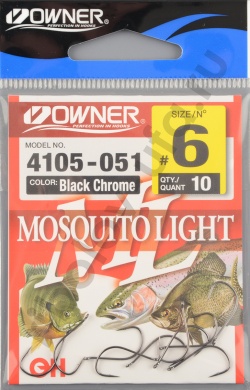 OWNER
PERFECTION IN HOOKS
OWNER
PERFECTION IN HOOKS
SIZE/N°
MODEL NO.
4105-051
#6
COLOR: Black Chrome
QTY./QUANT 10
MOSQUITO LIGHT
ML